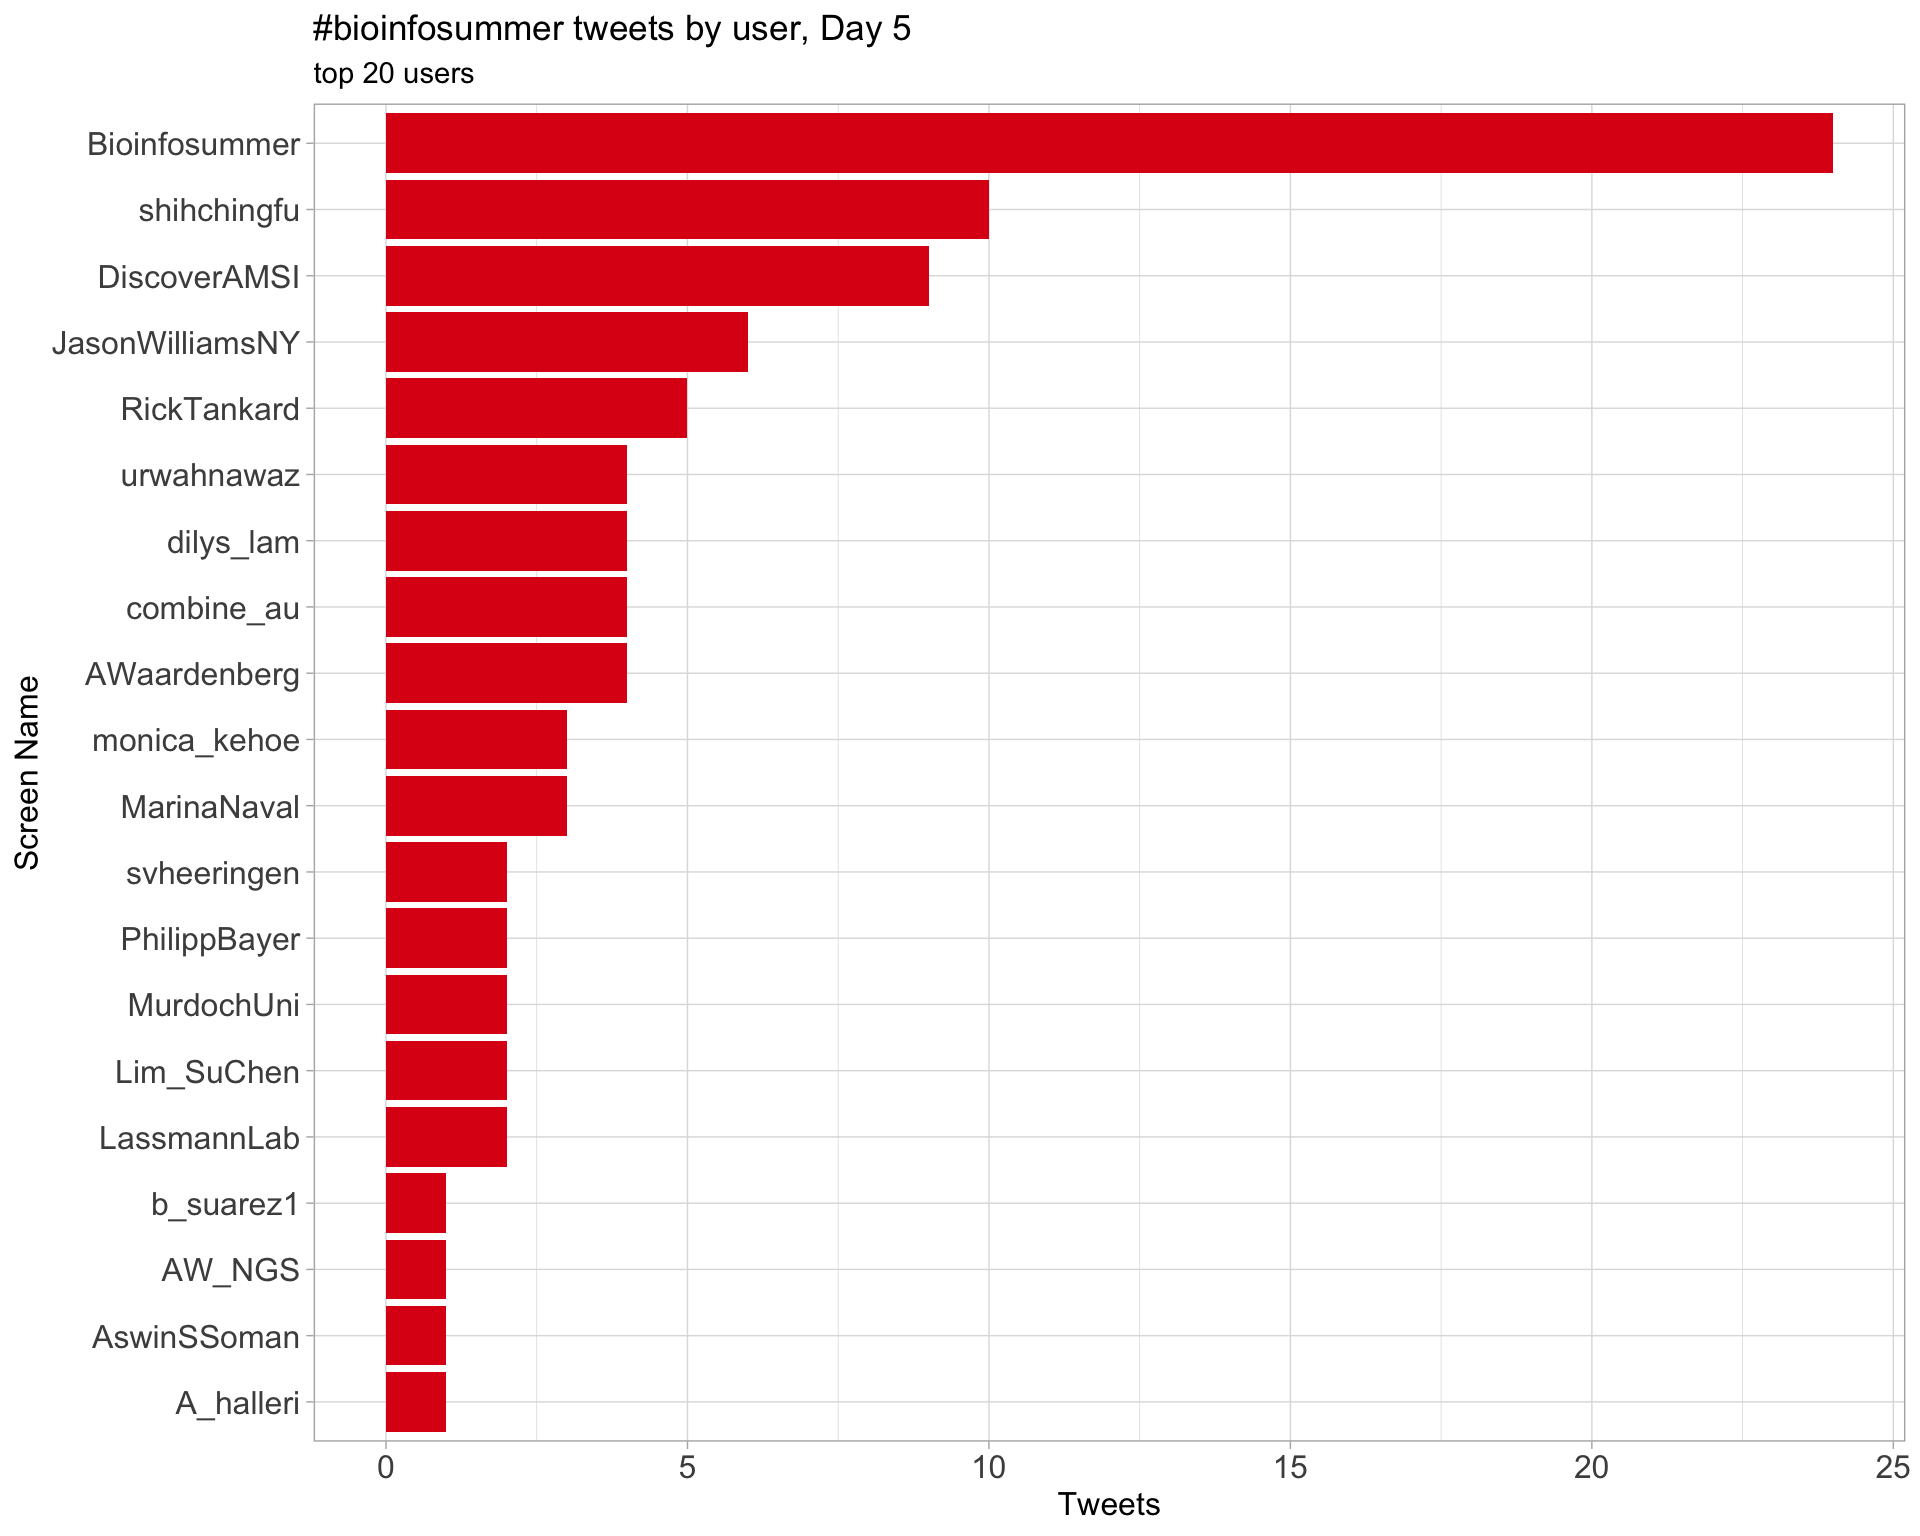 #bioinfosummer tweets by user, Day 5
top 20 users
Screen Name
Bioinfosummer
shihchingfu
DiscoverAMSI
JasonWilliamsNY
RickTankard
urwahnawaz
dilys_lam
combine_au
AWaardenberg
monica_kehoe
MarinaNaval
svheeringen
PhilippBayer
MurdochUni
Lim_SuChen
LassmannLab
b_suarez1
AW_NGS
AswinSSoman
A_halleri
0 5 10 15 20 25
Tweets